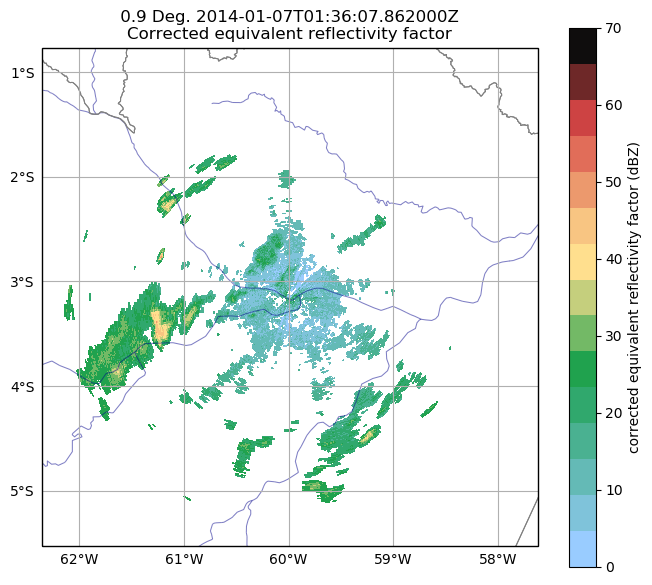 0.9 Deg. 2014-01-07T01:36:07.862000Z
Corrected equivalent reflectivity factor
1°S
2°S
3°S
4°S
5°S
62°W
61°W
60°W
59°W
58°W
70
60
50
40
30
20
10
0
corrected equivalent reflectivity factor (dBZ)